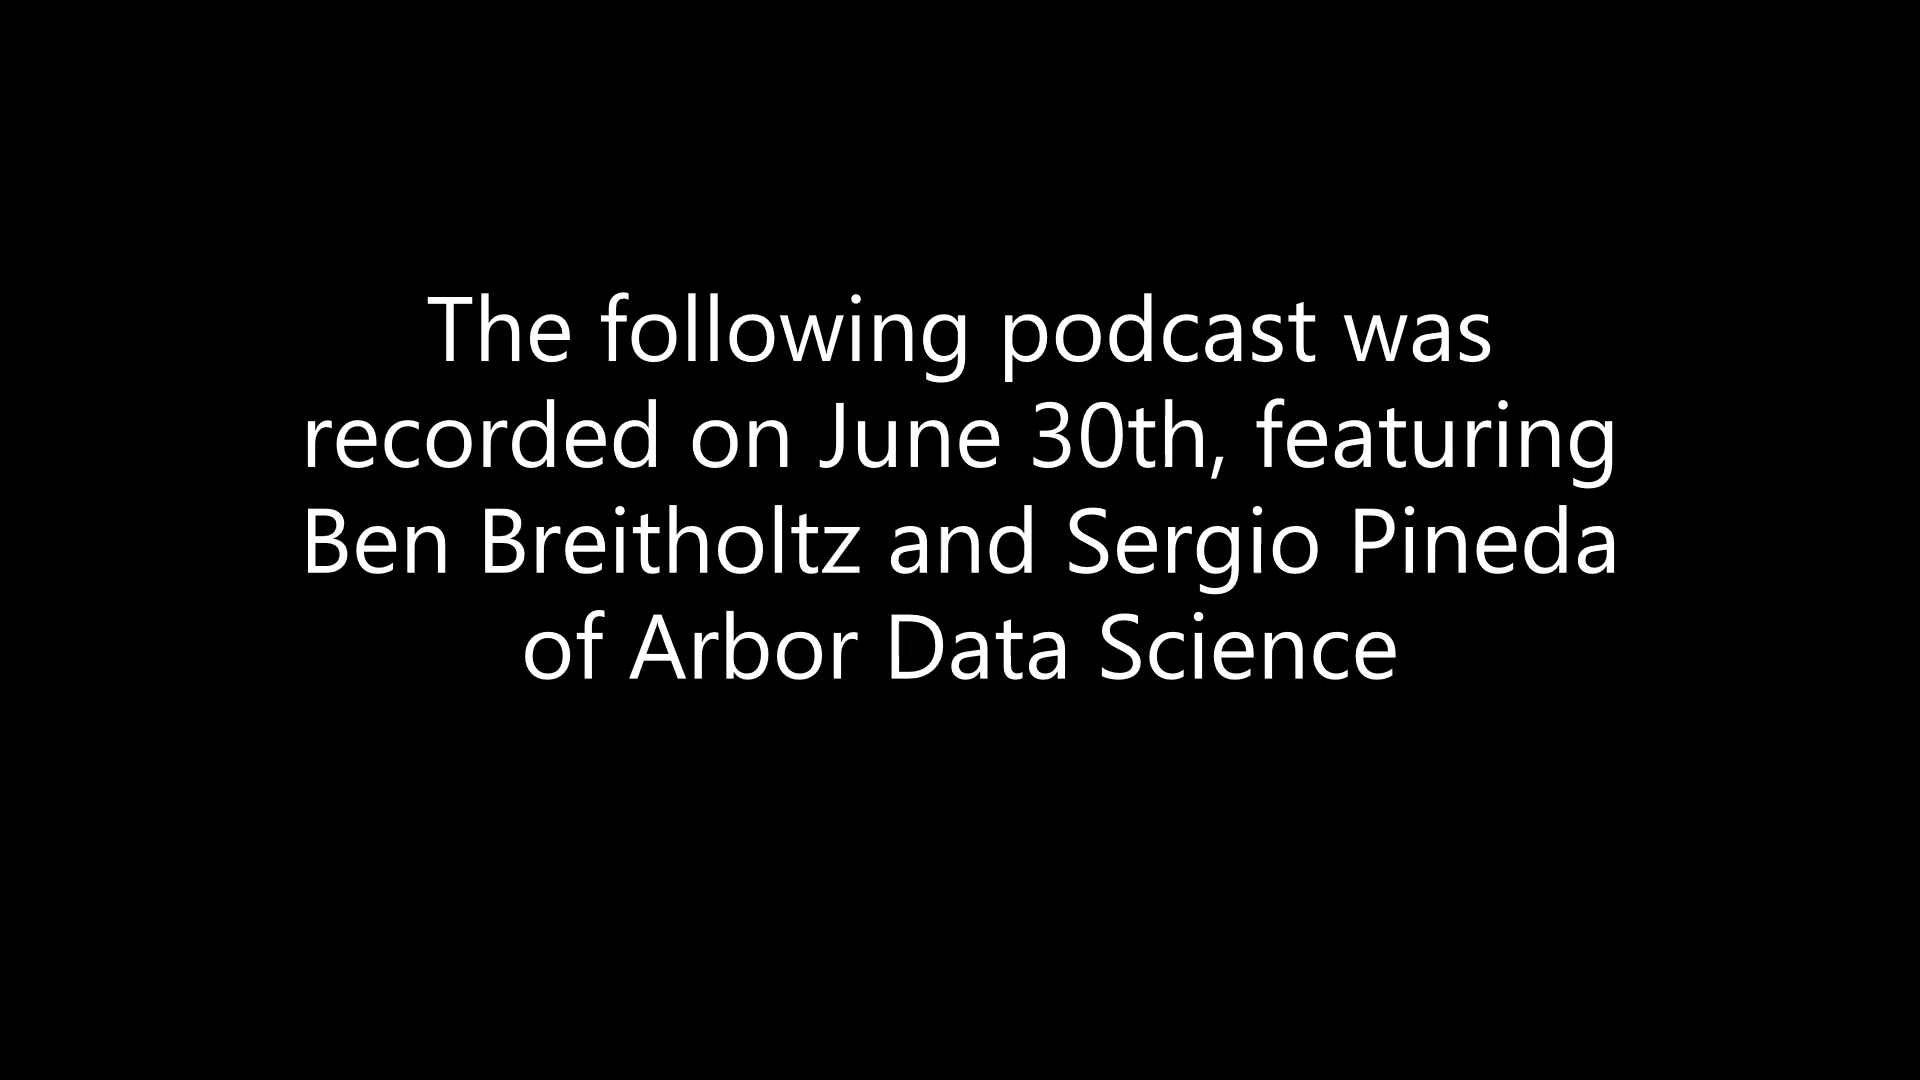 The following podcast was
recorded on June 30th, featuring
Ben Breitholtz and Sergio Pineda
of Arbor Data Science